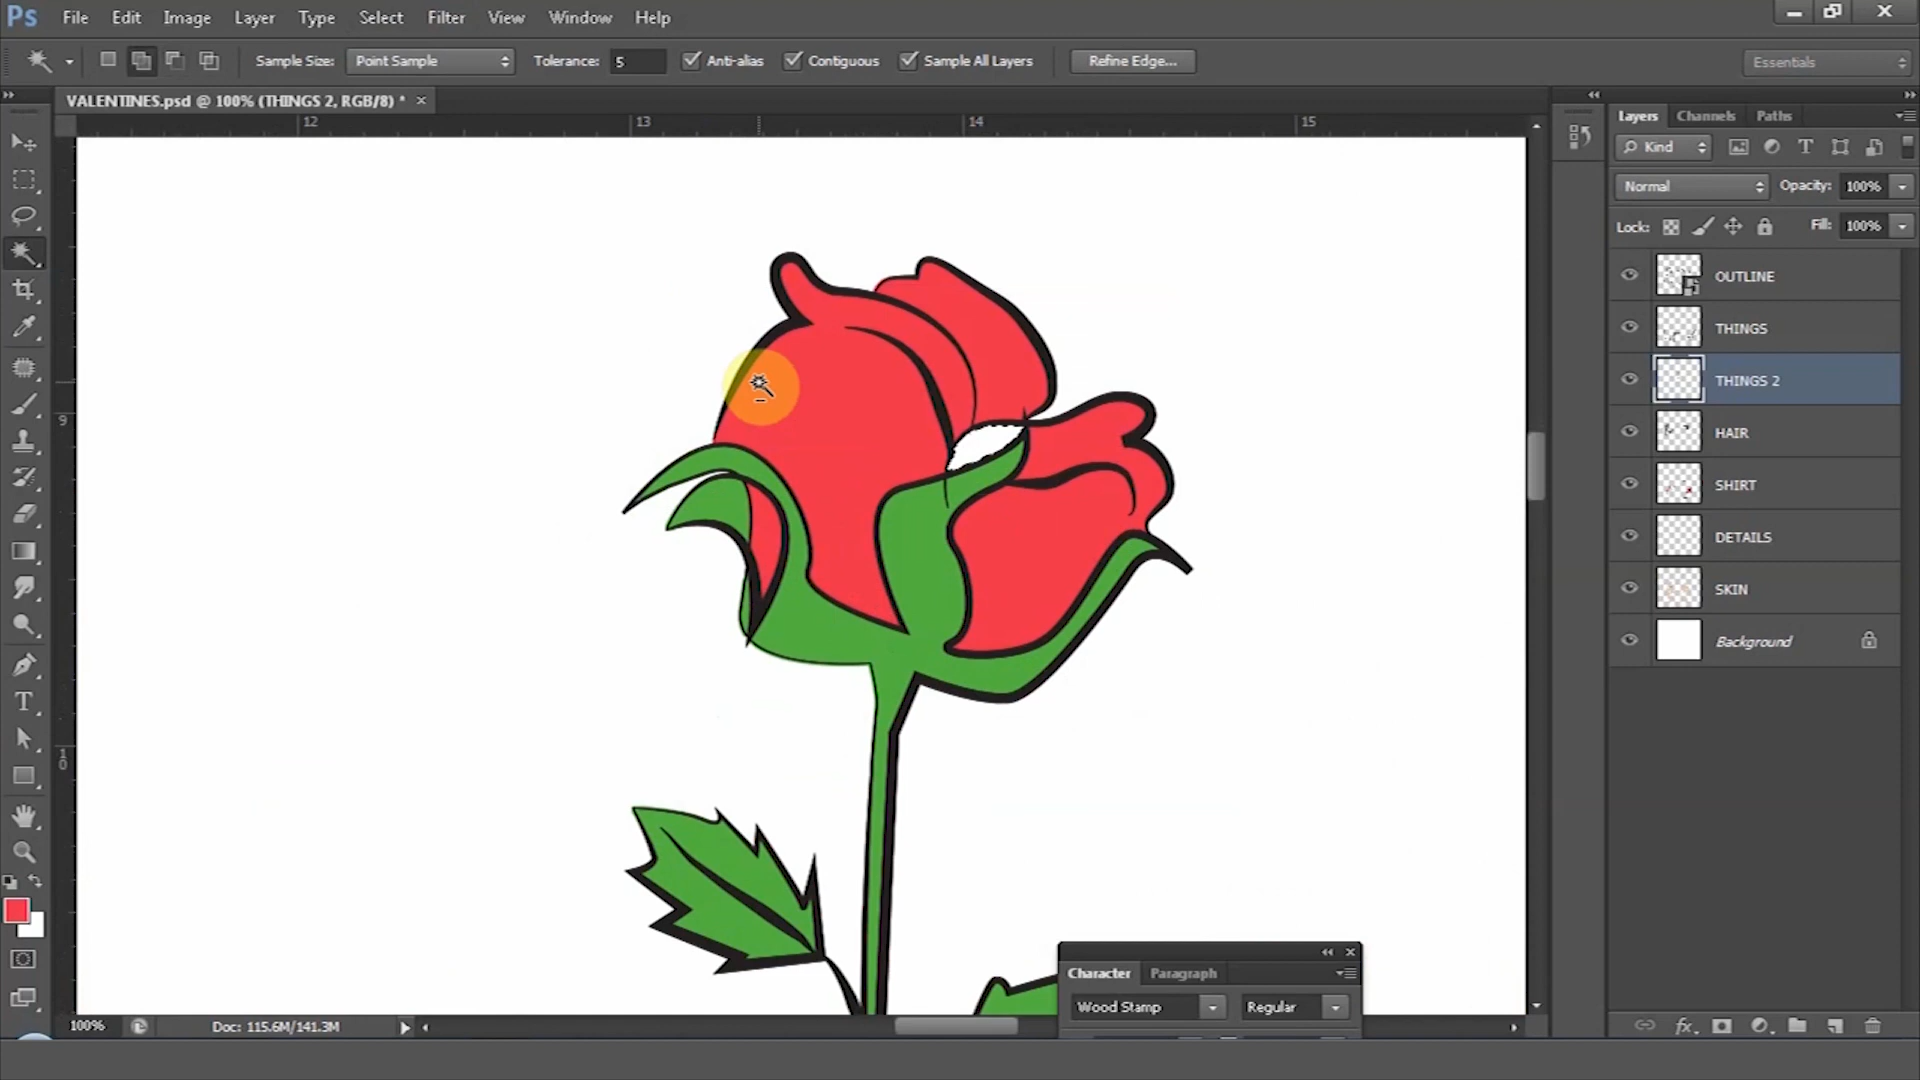 Ps File Edit Image Layer Type Select Filter View Window Help
Sample Size: Point Sample Tolerance: 5 Anti-alias Contiguous Sample All Layers Refine Edge... Essentials
VALENTINES.psd @ 100% (THINGS 2, RGB/8) * ×
12 13 14 15
Layers Channels Paths
Kind
Normal Opacity: 100%
Lock: Fill: 100%
OUTLINE
THINGS
THINGS 2
HAIR
SHIRT
DETAILS
SKIN
Background
9
10
Character Paragraph
Wood Stamp Regular
100% Doc: 115.6M/141.3M